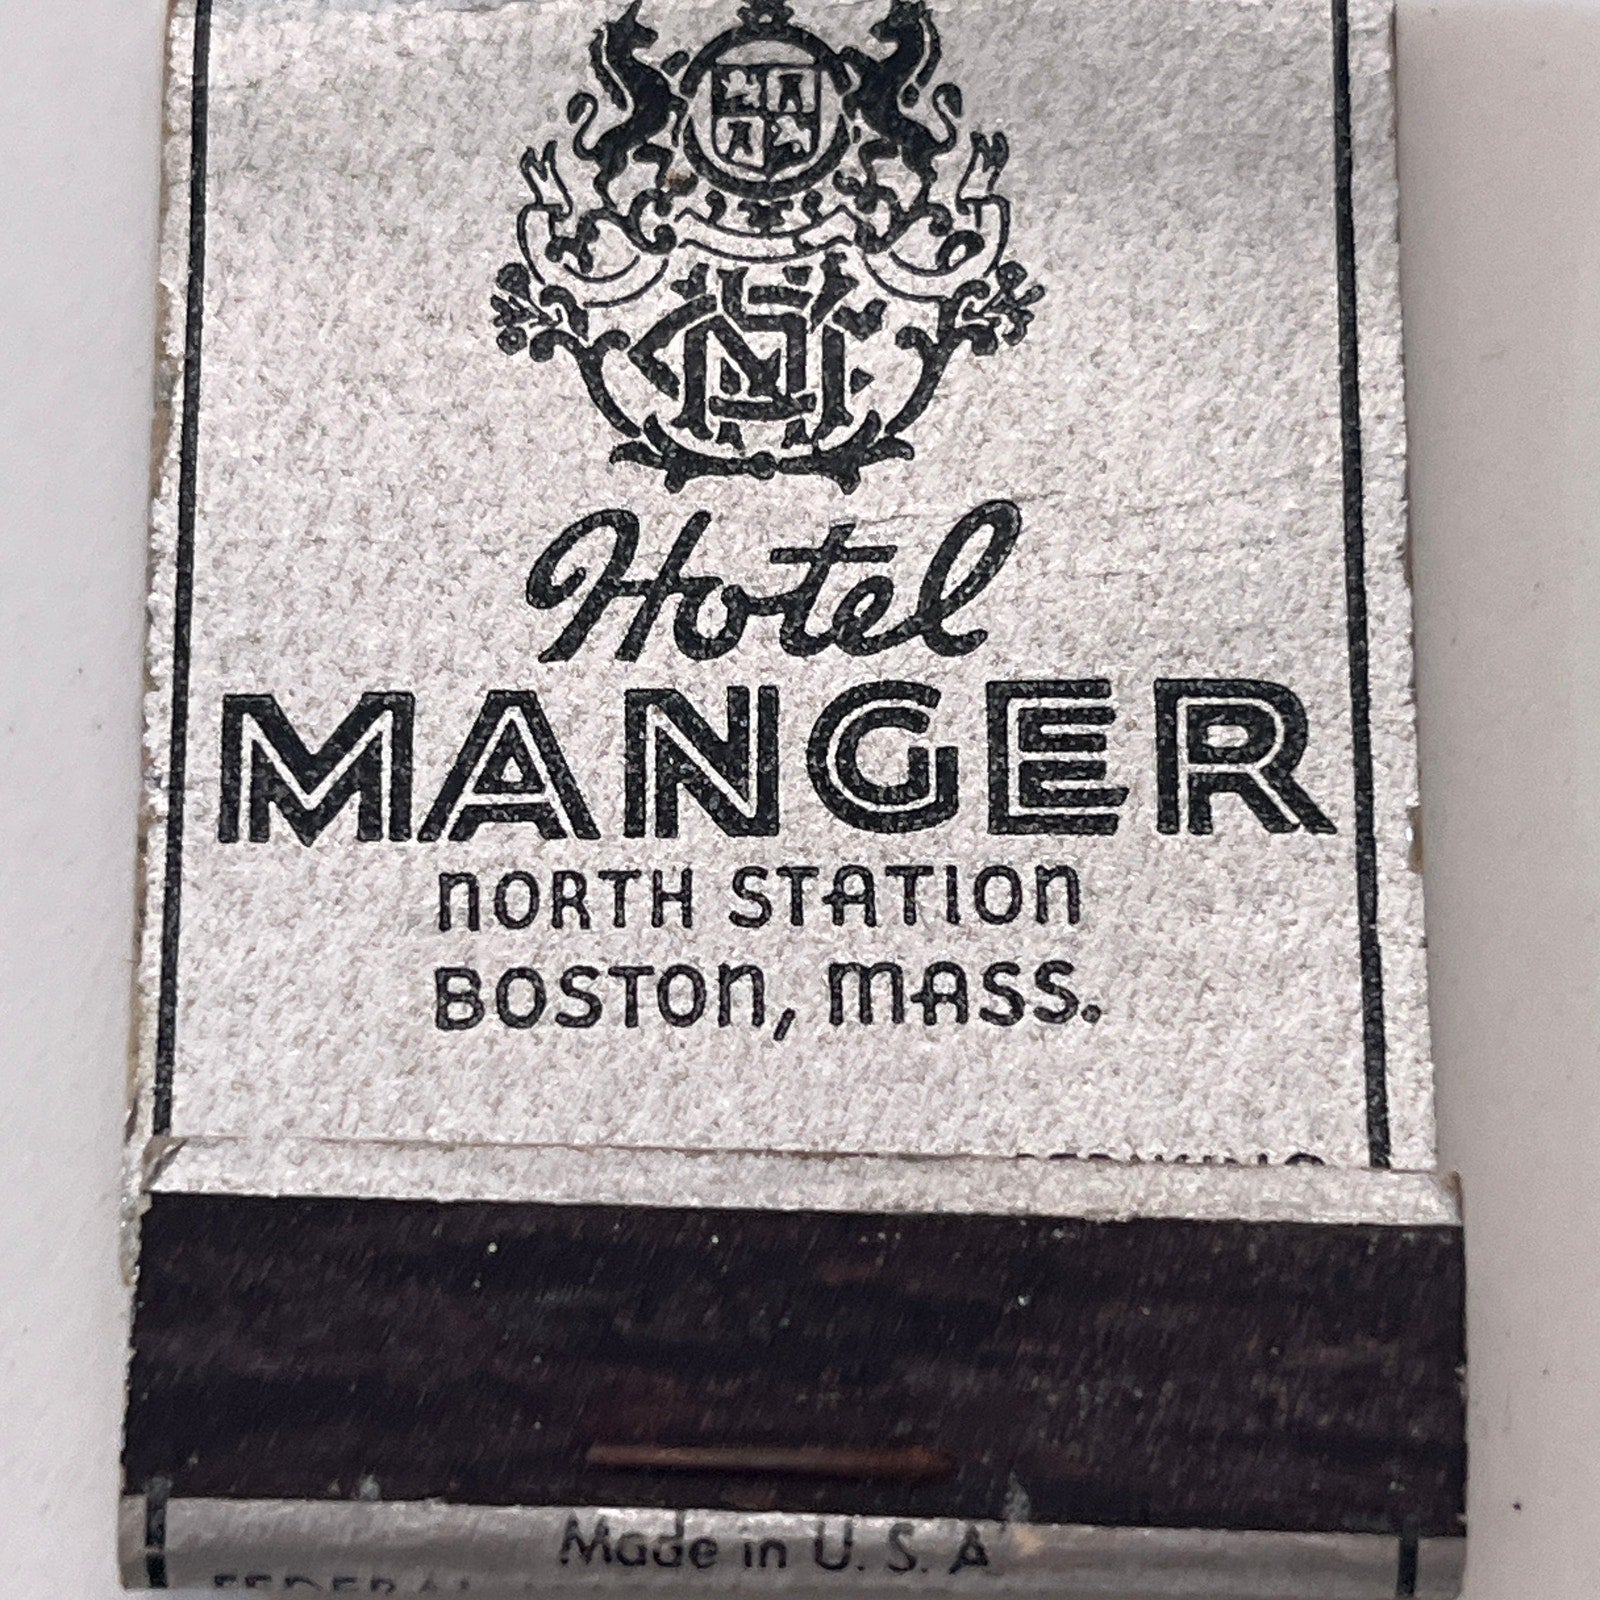 Hotel
MANGER
NORTH STATION
BOSTON, MASS.
Made in U. S. A